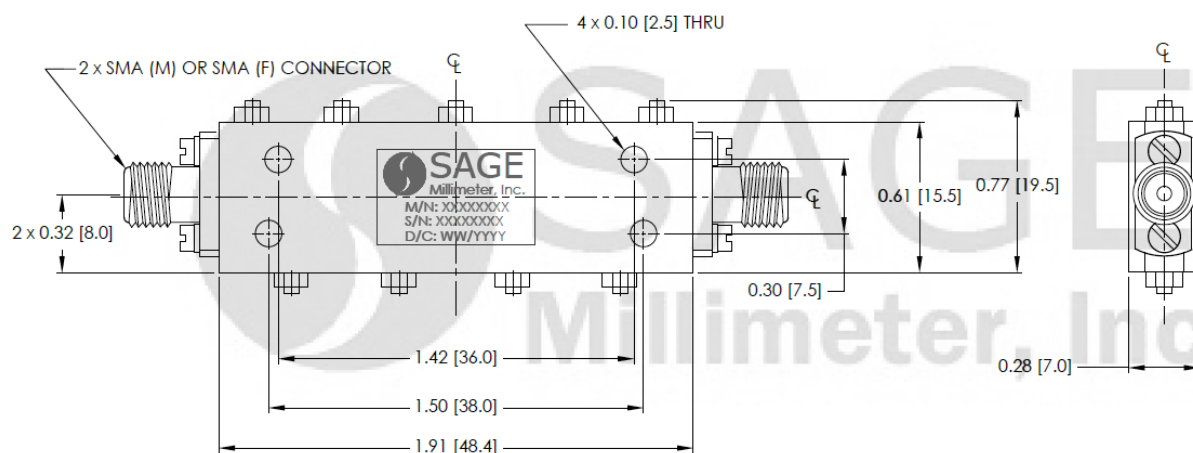 4 x 0.10 [2.5] THRU
2 x SMA (M) OR SMA (F) CONNECTOR
CL
CL
SAGE
Millimeter, Inc.
SAGE
Millimeter, Inc.
M/N: XXXXXXXX
S/N: XXXXXXXX
D/C: WW/YYYY
CL
0.61 [15.5]
0.77 [19.5]
2 x 0.32 [8.0]
0.30 [7.5]
1.42 [36.0]
0.28 [7.0]
1.50 [38.0]
1.91 [48.4]